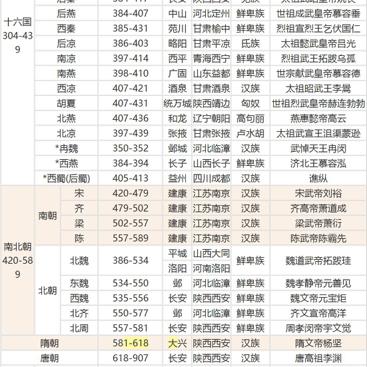 十六国
304-43
9
后燕 384-407 中山 河北定州 鲜卑族 世祖成武皇帝慕容垂
西秦 385-431 苑川 甘肃榆中 鲜卑族 烈祖宣烈王乞伏国仁
后凉 386-403 略阳 甘肃平凉 氐族 太祖懿武皇帝吕光
南凉 397-414 西平 青海西宁 鲜卑族 烈祖武王拓跋乌孤
南燕 398-410 广固 山东益都 鲜卑族 世宗献武皇帝慕容德
西凉 407-421 酒泉 甘肃酒泉 汉族 太祖昭武王李暠
胡夏 407-431 统万城 陕西靖边 匈奴 世祖烈武皇帝赫连勃勃
北燕 407-436 和龙 辽宁朝阳 高句丽 燕惠懿帝高云
北凉 407-439 张掖 甘肃张掖 卢水胡 太祖武宣王沮渠蒙逊
*冉魏 350-352 邺城 河北临漳 汉族 武悼天王冉闵
*西燕 384-394 长子 山西长子 鲜卑族 济北王慕容泓
*西蜀(后蜀) 405-413 益州 四川成都 汉族 谯纵
南北朝
420-58
9
南朝
宋 420-479 建康 江苏南京 汉族 宋武帝刘裕
齐 479-502 建康 江苏南京 汉族 齐高帝萧道成
梁 502-557 建康 江苏南京 汉族 梁武帝萧衍
陈 557-589 建康 江苏南京 汉族 陈武帝陈霸先
北朝
北魏 386-534 平城 山西大同 鲜卑族 魏道武帝拓跋珪
洛阳 河南洛阳
东魏 534-550 邺 河北临漳 鲜卑族 魏孝静帝元善见
西魏 535-556 长安 陕西西安 鲜卑族 魏文帝元宝炬
北齐 550-577 邺 河北临漳 汉族 齐文宣帝高洋
北周 557-581 长安 陕西西安 鲜卑族 周孝闵帝宇文觉
隋朝 581-618 大兴 陕西西安 汉族 隋文帝杨坚
唐朝 618-907 长安 陕西西安 汉族 唐高祖李渊